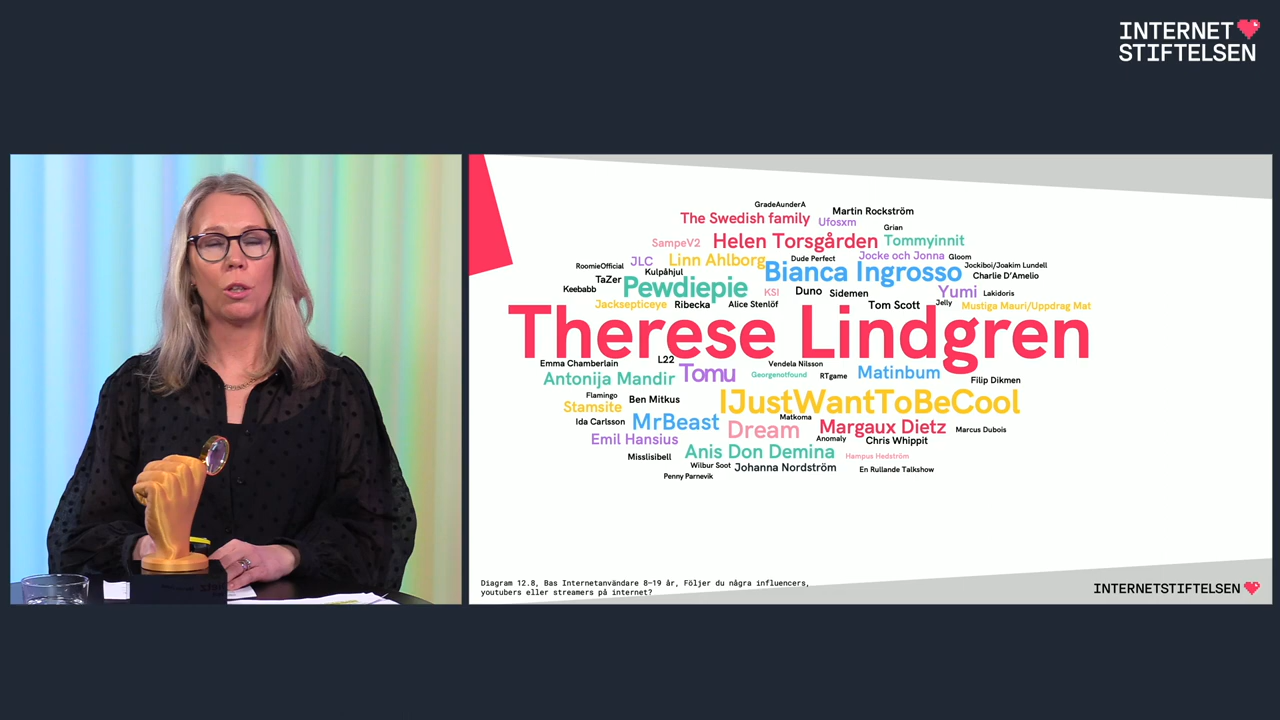 INTERNET
STIFTELSEN
GradeAunderA
Martin Rockström
The Swedish family
Ufosxm
Grian
SampeV2
Helen Torsgården
Tommyinnit
JLC
Linn Ahlborg
Dude Perfect
Jocke och Jonna
Gloom
RoomieOfficial
Kulpåhjul
Bianca Ingrosso
Jockiboi/Joakim Lundell
TaZer
Charlie D’Amelio
Keebabb
Pewdiepie
KSI
Duno
Sidemen
Yumi
Lakidoris
Jacksepticeye
Ribecka
Alice Stenlöf
Tom Scott
Jelly
Mustiga Mauri/Uppdrag Mat
Therese Lindgren
Emma Chamberlain
L22
Vendela Nilsson
Antonija Mandir
Tomu
Georgenotfound
RTgame
Matinbum
Filip Dikmen
Flamingo
Stamsite
Ben Mitkus
IJustWantToBeCool
Ida Carlsson
MrBeast
Matkoma
Dream
Margaux Dietz
Marcus Dubois
Emil Hansius
Anomaly
Chris Whippit
Misslisibell
Anis Don Demina
Hampus Hedström
Wilbur Soot
Johanna Nordström
En Rullande Talkshow
Penny Parnevik
Diagram 12.8, Bas Internetanvändare 8–19 år, Följer du några influencers,
youtubers eller streamers på internet?
INTERNETSTIFTELSEN